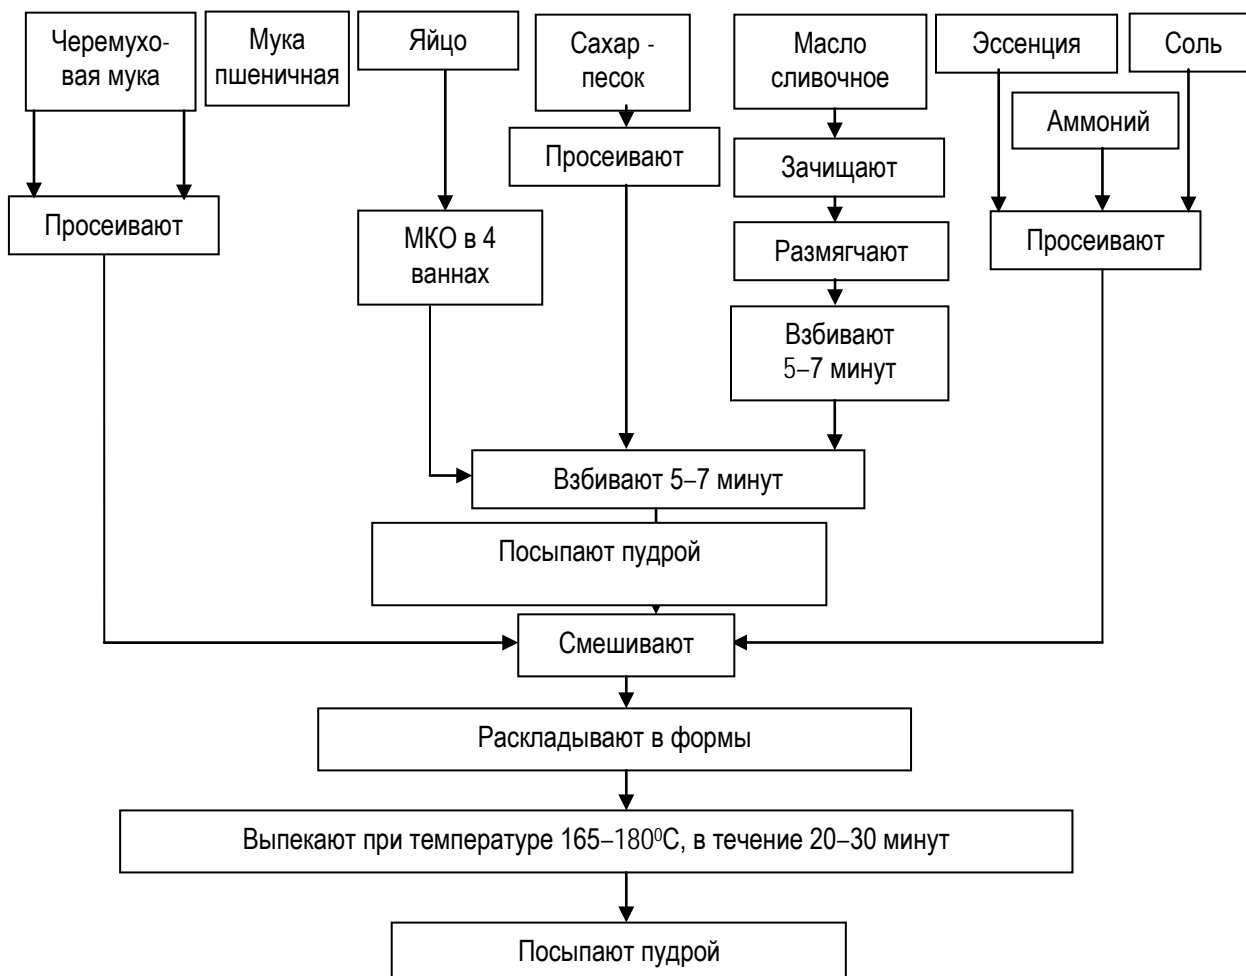 Черемухо-
вая мука
Мука
пшеничная
Яйцо
Сахар -
песок
Масло
сливочное
Эссенция
Соль
Аммоний
Просеивают
Зачищают
Просеивают
МКО в 4
ваннах
Размягчают
Просеивают
Взбивают
5–7 минут
Взбивают 5–7 минут
Посыпают пудрой
Смешивают
Раскладывают в формы
Выпекают при температуре 165–180⁰С, в течение 20–30 минут
Посыпают пудрой